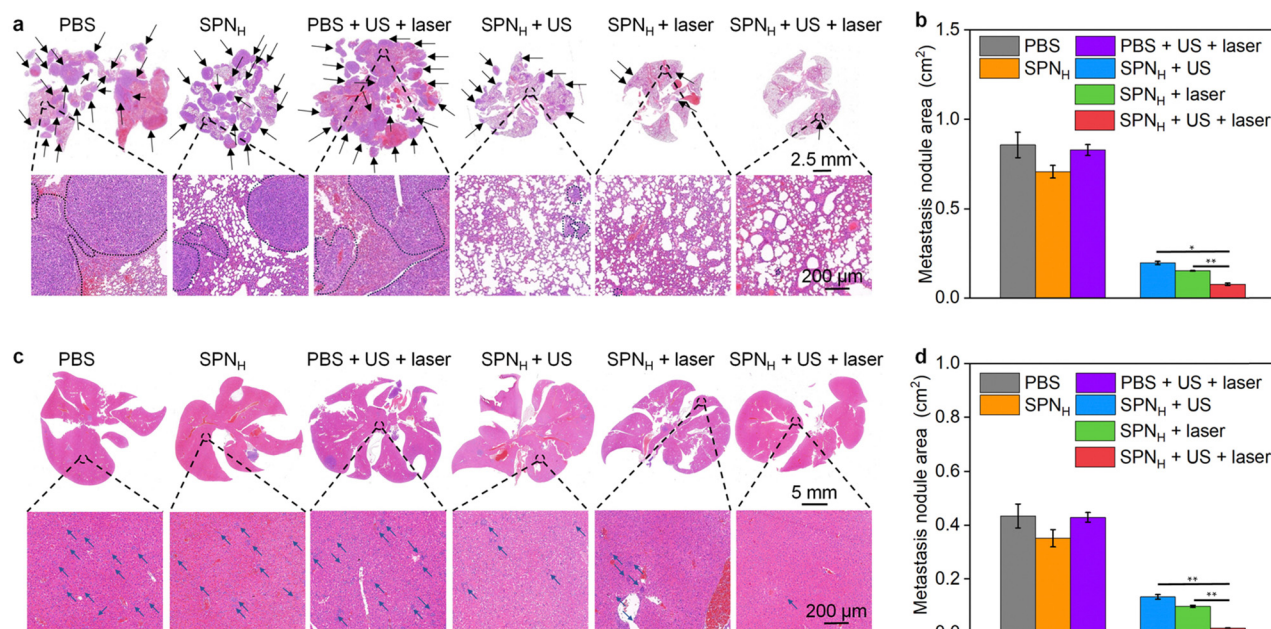 a
PBS
SPNH
PBS + US + laser
SPNH + US
SPNH + laser
SPNH + US + laser
2.5 mm
200 µm
b
Metastasis nodule area (cm²)
1.5
1.0
0.5
0.0
PBS
SPNH
PBS + US + laser
SPNH + US
SPNH + laser
SPNH + US + laser
*
**
c
PBS
SPNH
PBS + US + laser
SPNH + US
SPNH + laser
SPNH + US + laser
5 mm
200 µm
d
Metastasis nodule area (cm²)
1.0
0.8
0.6
0.4
0.2
0.0
PBS
SPNH
PBS + US + laser
SPNH + US
SPNH + laser
SPNH + US + laser
**
**